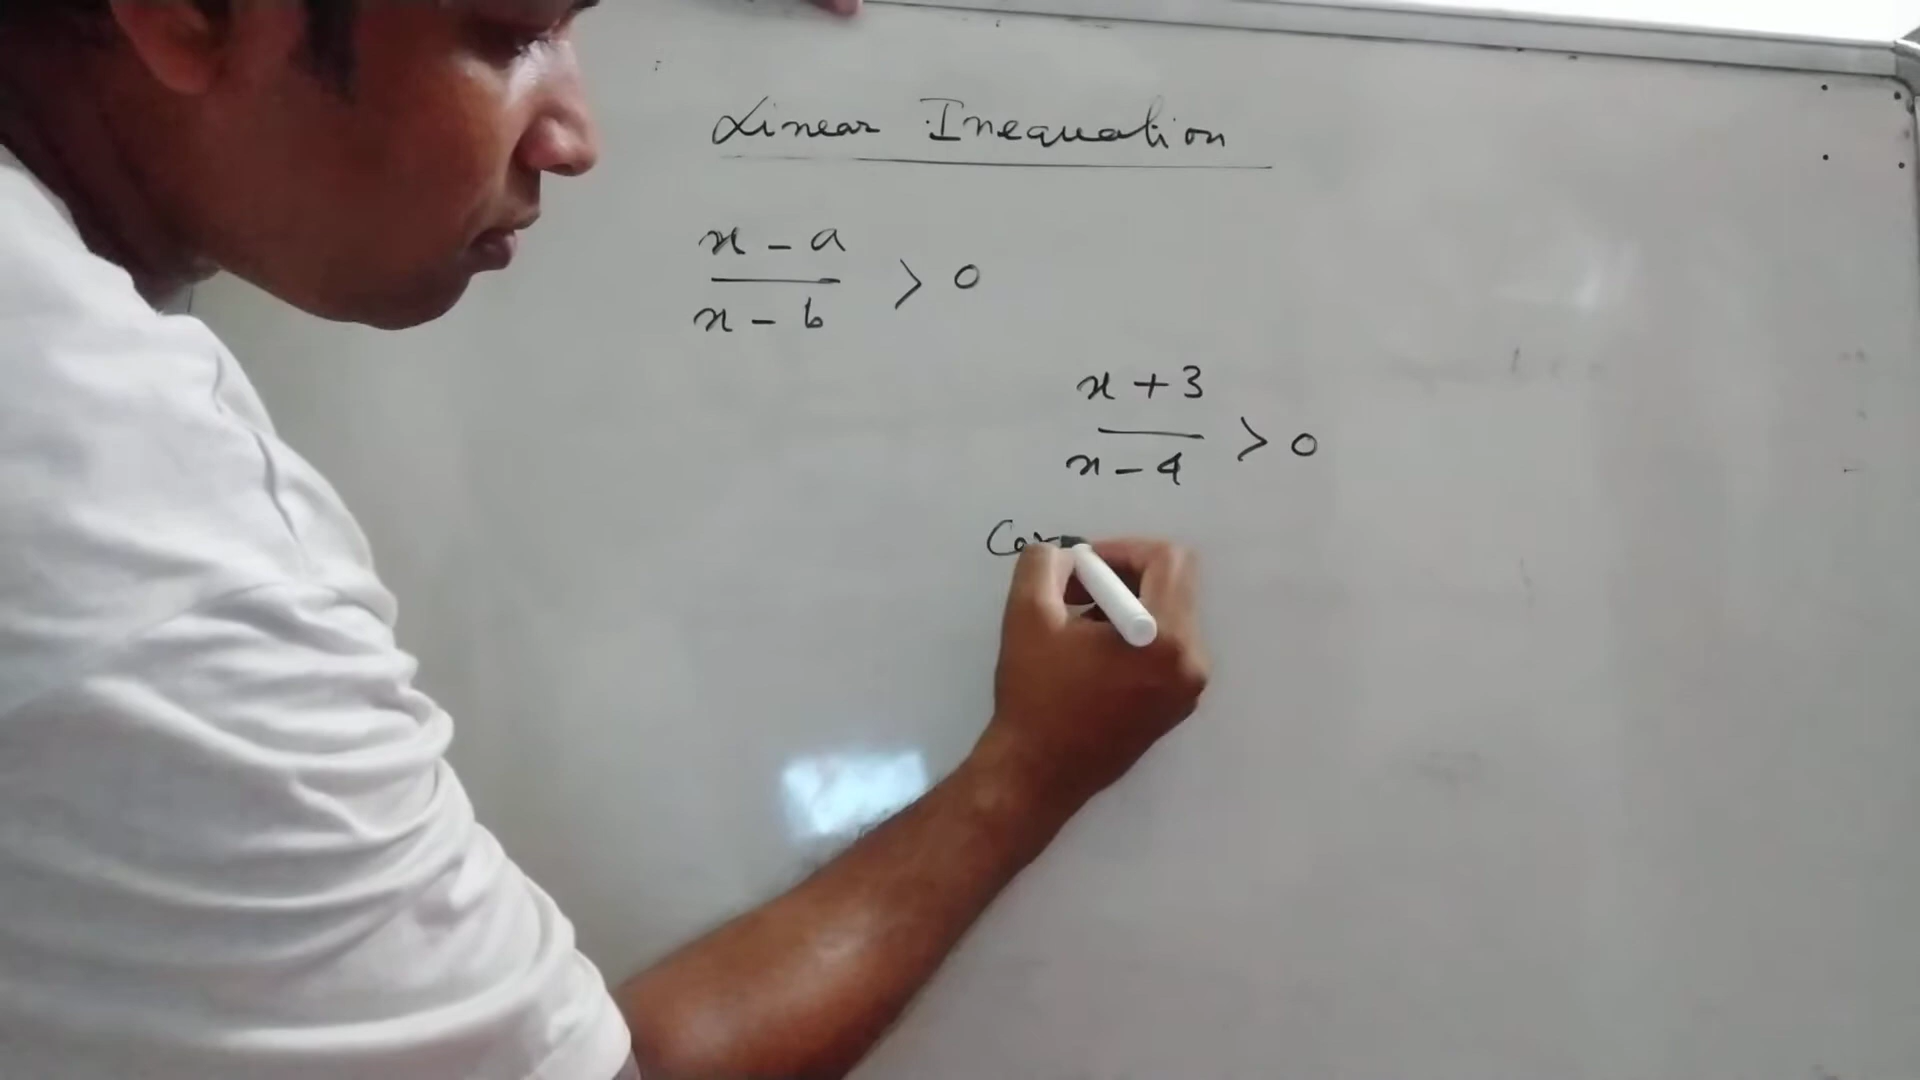 Linear Inequation
x - a
x - b
> 0
x + 3
x - 4
> 0